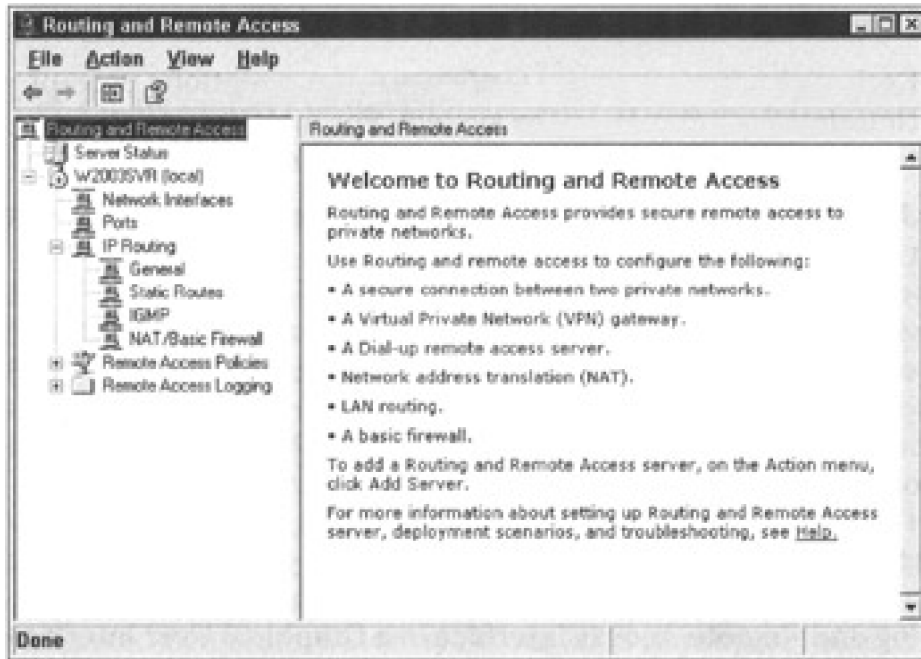 Routing and Remote Access
File Action View Help
Routing and Remote Access
Server Status
W2003SVR (local)
Network Interfaces
Ports
IP Routing
General
Static Routes
IGMP
NAT/Basic Firewall
Remote Access Policies
Remote Access Logging
Routing and Remote Access
Welcome to Routing and Remote Access
Routing and Remote Access provides secure remote access to
private networks.
Use Routing and remote access to configure the following:
• A secure connection between two private networks.
• A Virtual Private Network (VPN) gateway.
• A Dial-up remote access server.
• Network address translation (NAT).
• LAN routing.
• A basic firewall.
To add a Routing and Remote Access server, on the Action menu,
click Add Server.
For more information about setting up Routing and Remote Access
server, deployment scenarios, and troubleshooting, see Help.
Done